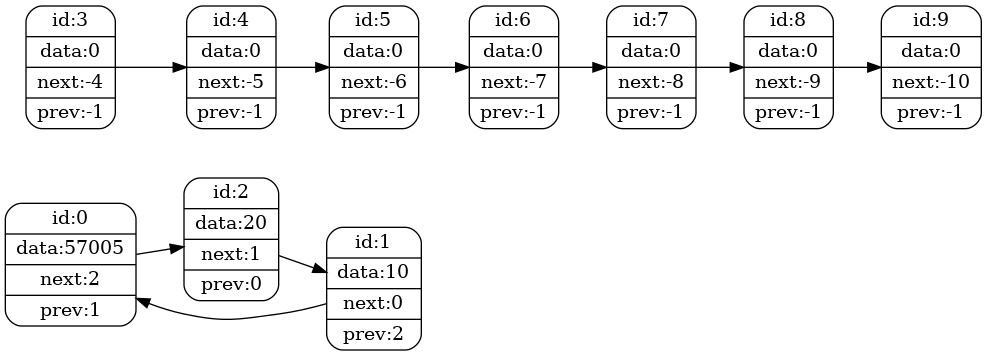 id:3
data:0
next:-4
prev:-1
id:4
data:0
next:-5
prev:-1
id:5
data:0
next:-6
prev:-1
id:6
data:0
next:-7
prev:-1
id:7
data:0
next:-8
prev:-1
id:8
data:0
next:-9
prev:-1
id:9
data:0
next:-10
prev:-1
id:0
data:57005
next:2
prev:1
id:2
data:20
next:1
prev:0
id:1
data:10
next:0
prev:2